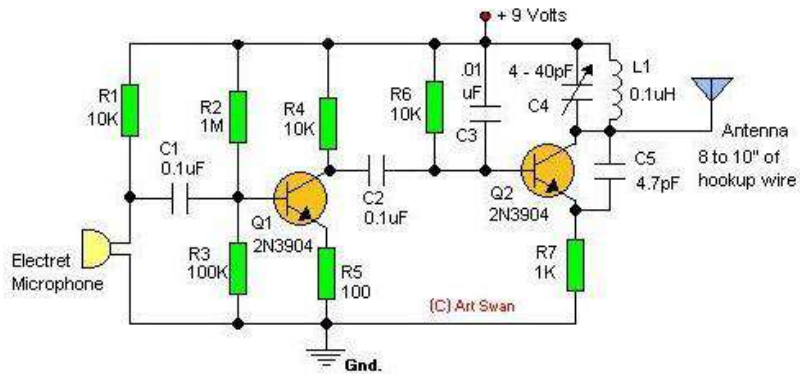 + 9 Volts
R1
10K
R2
1M
R4
10K
R6
10K
.01
uF
C3
4 - 40pF
C4
L1
0.1uH
Antenna
8 to 10" of
hookup wire
C1
0.1uF
C2
0.1uF
Q1
2N3904
Q2
2N3904
C5
4.7pF
Electret
Microphone
R3
100K
R5
100
R7
1K
(C) Art Swan
Gnd.